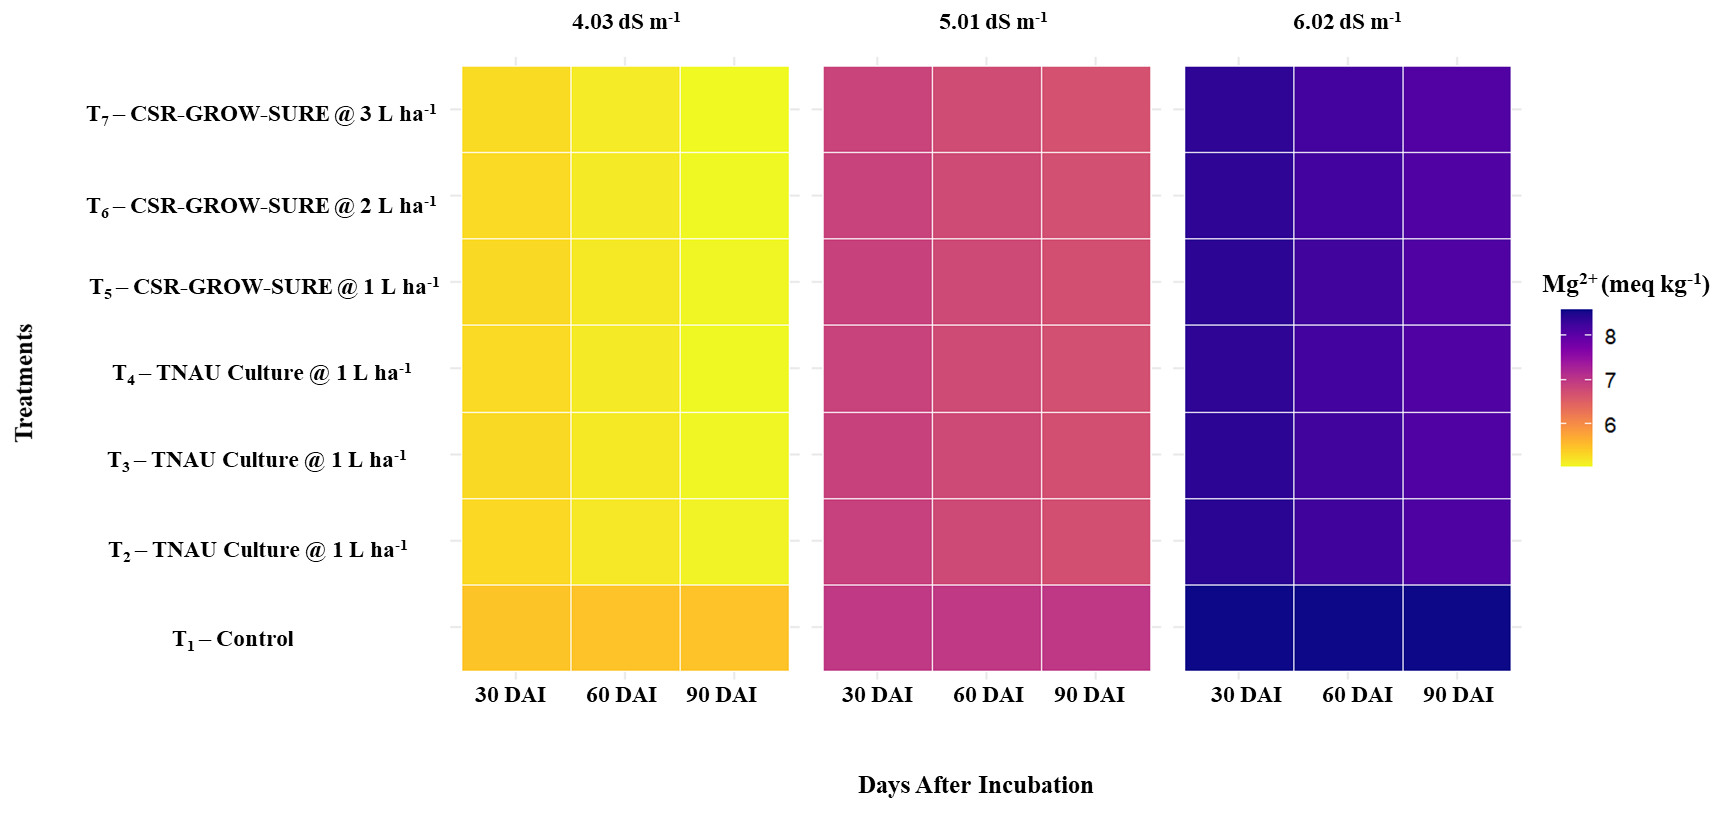 4.03 dS m⁻¹ 5.01 dS m⁻¹ 6.02 dS m⁻¹
T₇ – CSR-GROW-SURE @ 3 L ha⁻¹
T₆ – CSR-GROW-SURE @ 2 L ha⁻¹
T₅ – CSR-GROW-SURE @ 1 L ha⁻¹
T₄ – TNAU Culture @ 1 L ha⁻¹
T₃ – TNAU Culture @ 1 L ha⁻¹
T₂ – TNAU Culture @ 1 L ha⁻¹
T₁ – Control
Treatments
30 DAI 60 DAI 90 DAI 30 DAI 60 DAI 90 DAI 30 DAI 60 DAI 90 DAI
Days After Incubation
Mg²⁺ (meq kg⁻¹)
8
7
6